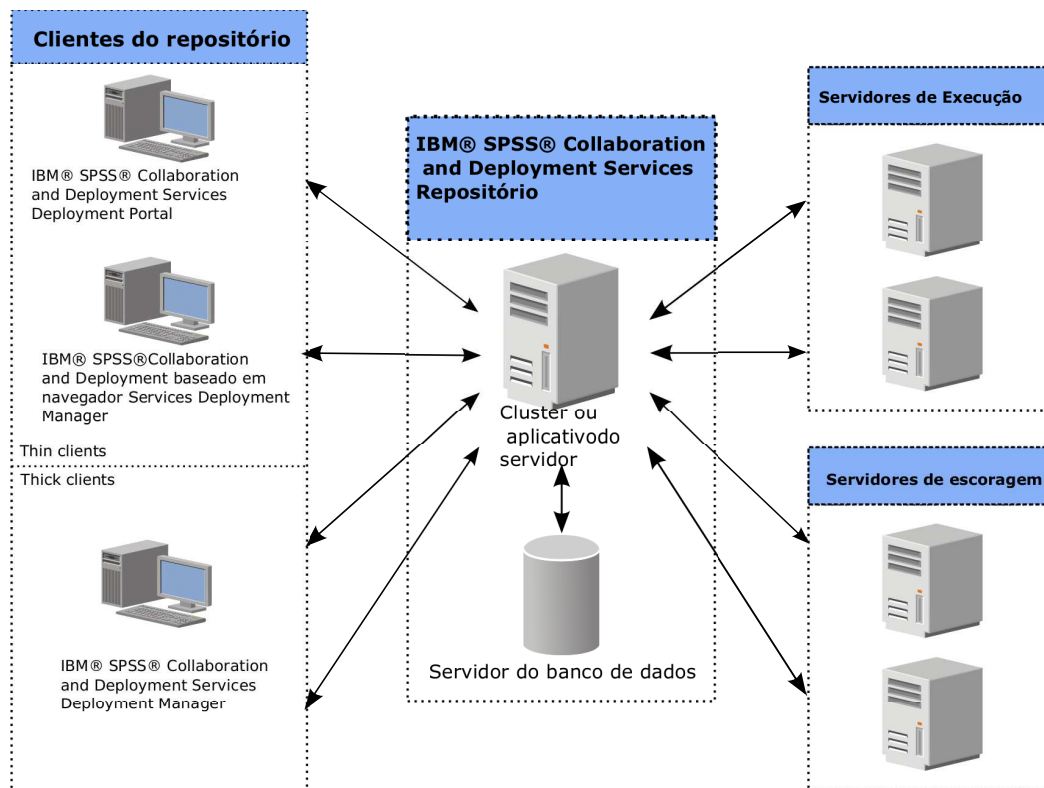 Clientes do repositório
IBM® SPSS® Collaboration
and Deployment Services
Deployment Portal
IBM® SPSS®Collaboration
and Deployment baseado em
navegador Services Deployment
Manager
Thin clients
Thick clients
IBM® SPSS® Collaboration
and Deployment Services
Deployment Manager
IBM® SPSS® Collaboration
and Deployment Services
Repositório
Cluster ou
aplicativodo
servidor
Servidor do banco de dados
Servidores de Execução
Servidores de escoragem